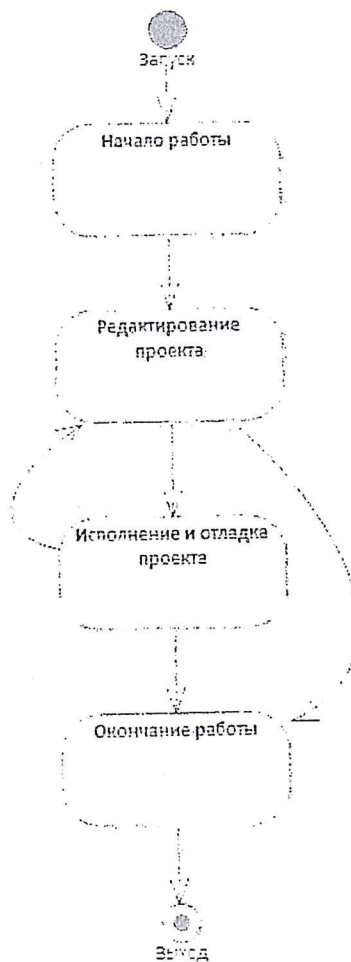 Запуск
Начало работы
Редактирование
проекта
Исполнение и отладка
проекта
Окончание работы
Выход